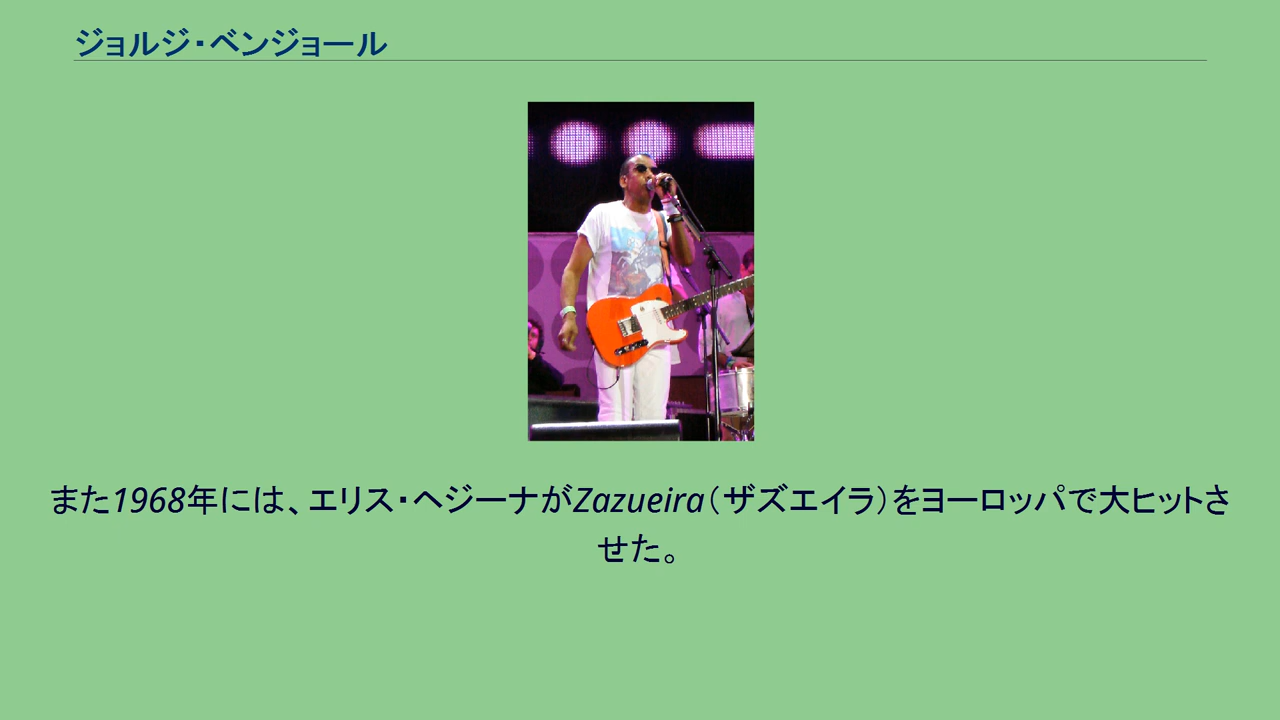 ジョルジ・ベンジョール
また1968年には、エリス・ヘジーナがZazueira（ザズエイラ）をヨーロッパで大ヒットさ
せた。